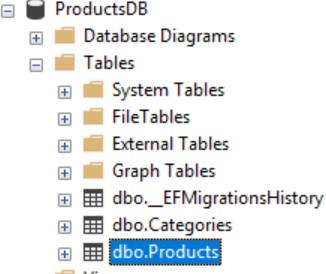 ProductsDB
Database Diagrams
Tables
System Tables
FileTables
External Tables
Graph Tables
dbo.__EFMigrationsHistory
dbo.Categories
dbo.Products